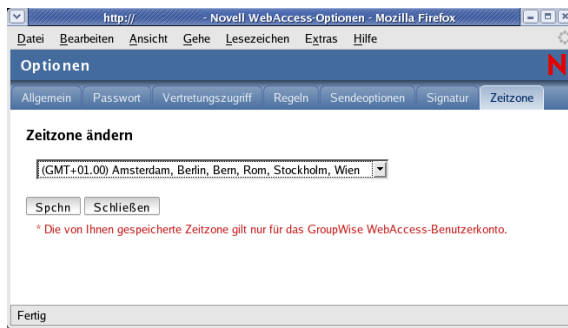 http:// - Novell WebAccess-Optionen - Mozilla Firefox
Datei Bearbeiten Ansicht Gehe Lesezeichen Extras Hilfe
Optionen N
Allgemein Passwort Vertretungszugriff Regeln Sendeoptionen Signatur Zeitzone
Zeitzone ändern
(GMT+01.00) Amsterdam, Berlin, Bern, Rom, Stockholm, Wien
Spchn Schließen
* Die von Ihnen gespeicherte Zeitzone gilt nur für das GroupWise WebAccess-Benutzerkonto.
Fertig